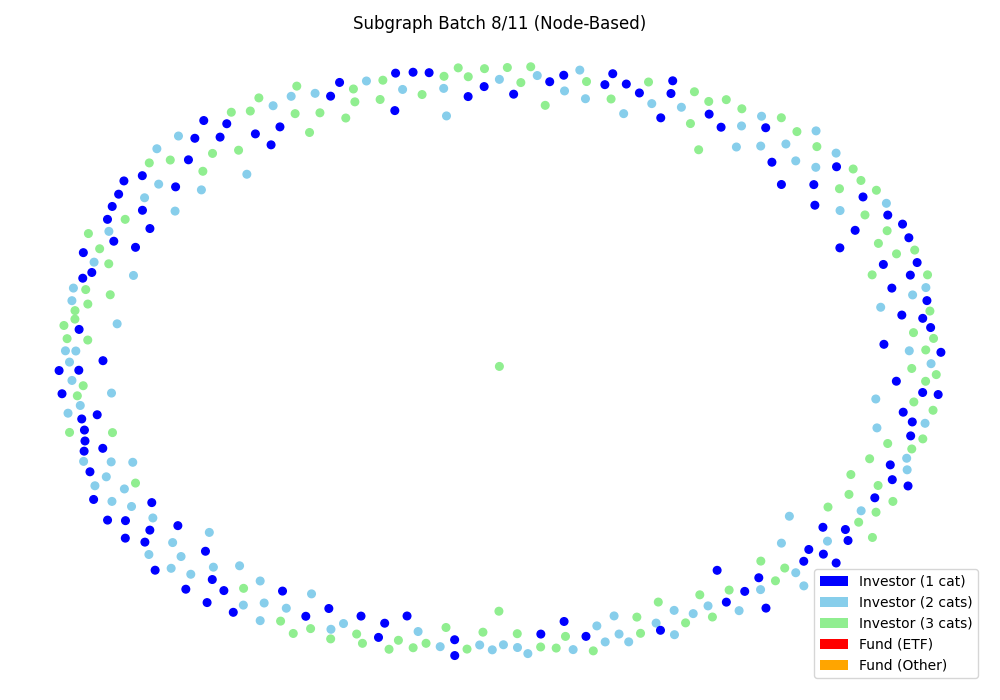 Subgraph Batch 8/11 (Node-Based)
Investor (1 cat)
Investor (2 cats)
Investor (3 cats)
Fund (ETF)
Fund (Other)